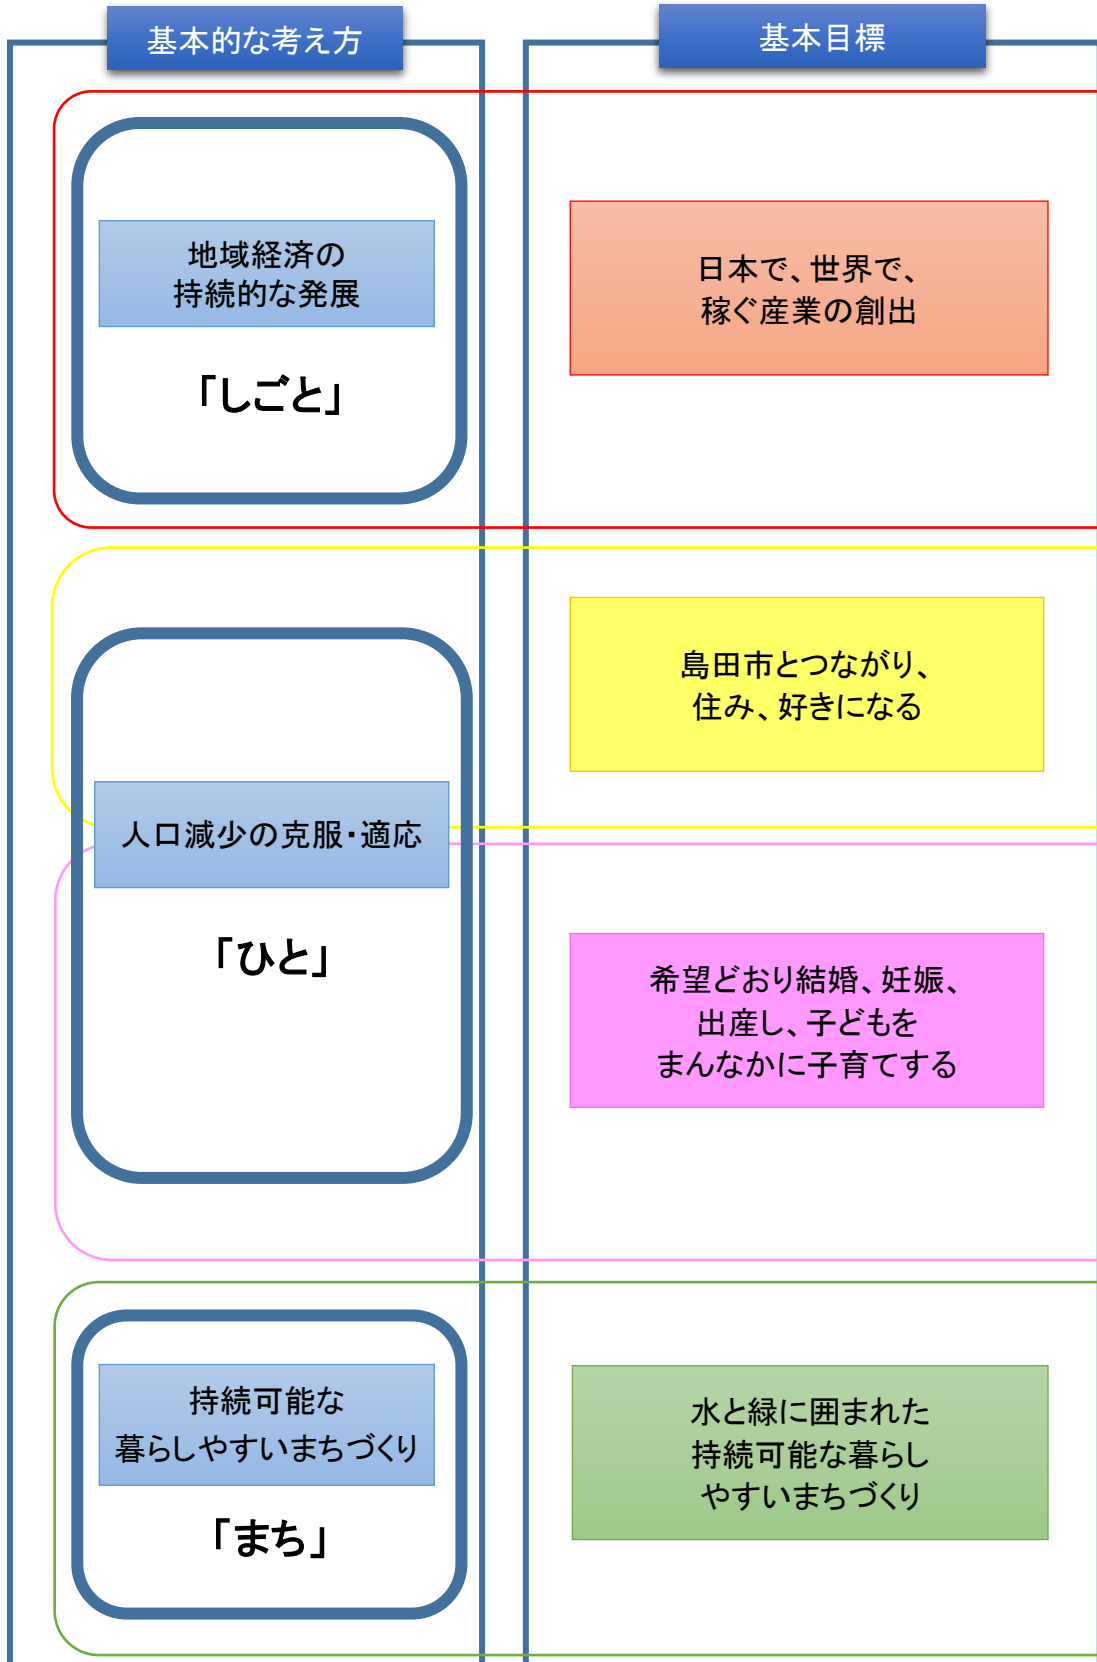 基本的な考え方
基本目標
地域経済の
持続的な発展
「しごと」
日本で、世界で、
稼ぐ産業の創出
島田市とつながり、
住み、好きになる
人口減少の克服・適応
「ひと」
希望どおり結婚、妊娠、
出産し、子どもを
まんなかに子育てする
持続可能な
暮らしやすいまちづくり
「まち」
水と緑に囲まれた
持続可能な暮らし
やすいまちづくり